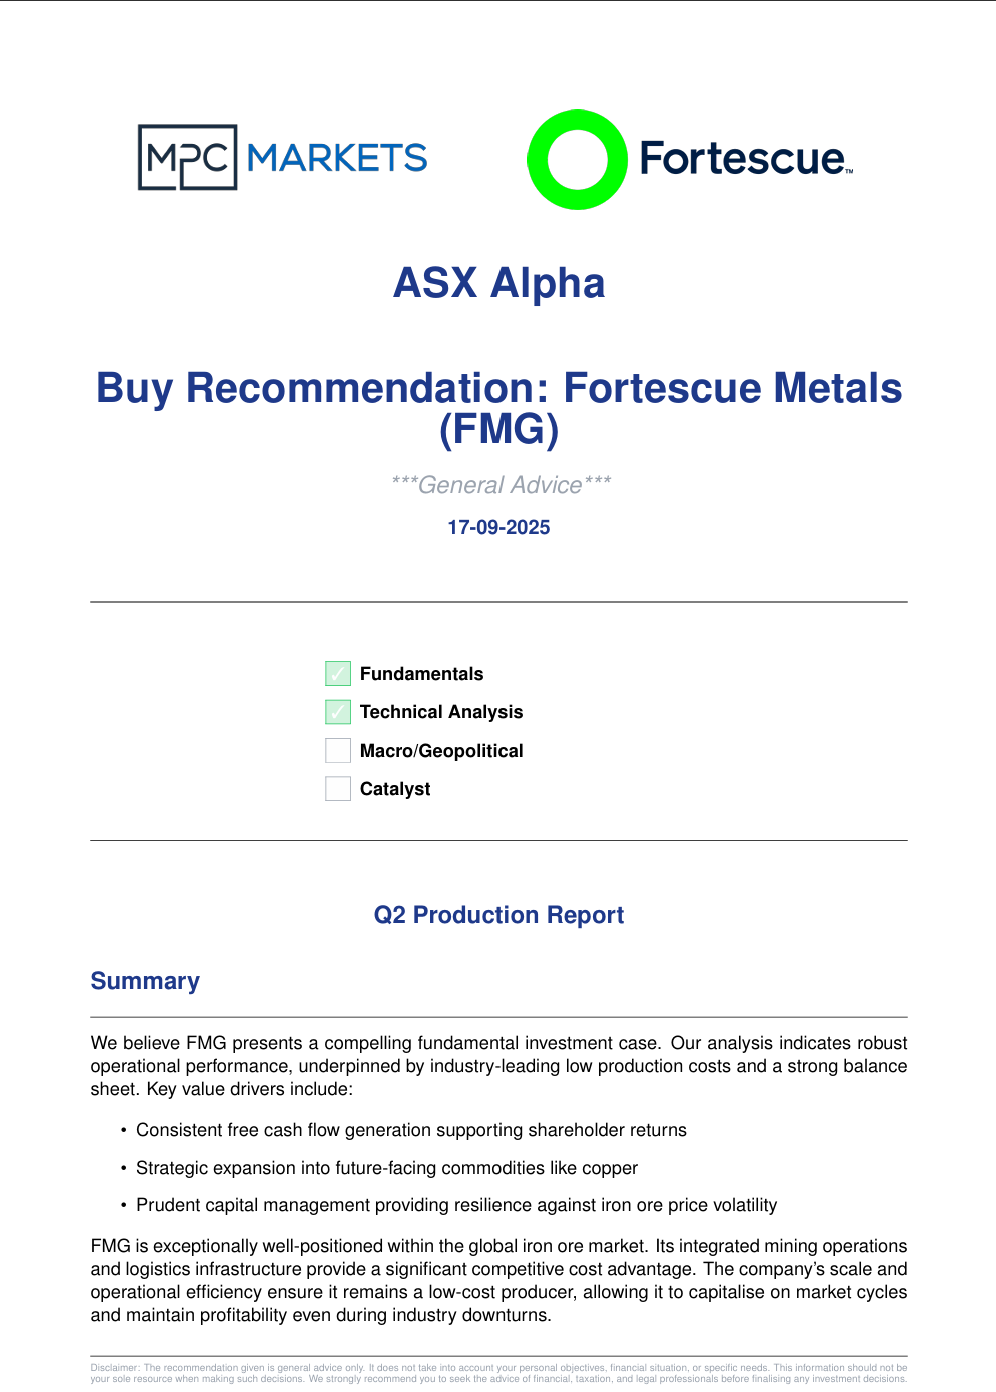 MPC MARKETS
Fortescue™
ASX Alpha
Buy Recommendation: Fortescue Metals
(FMG)
***General Advice***
17-09-2025
✓ Fundamentals
✓ Technical Analysis
Macro/Geopolitical
Catalyst
Q2 Production Report
Summary
We believe FMG presents a compelling fundamental investment case. Our analysis indicates robust
operational performance, underpinned by industry-leading low production costs and a strong balance
sheet. Key value drivers include:
• Consistent free cash flow generation supporting shareholder returns
• Strategic expansion into future-facing commodities like copper
• Prudent capital management providing resilience against iron ore price volatility
FMG is exceptionally well-positioned within the global iron ore market. Its integrated mining operations
and logistics infrastructure provide a significant competitive cost advantage. The company's scale and
operational efficiency ensure it remains a low-cost producer, allowing it to capitalise on market cycles
and maintain profitability even during industry downturns.
Disclaimer: The recommendation given is general advice only. It does not take into account your personal objectives, financial situation, or specific needs. This information should not be
your sole resource when making such decisions. We strongly recommend you to seek the advice of financial, taxation, and legal professionals before finalising any investment decisions.